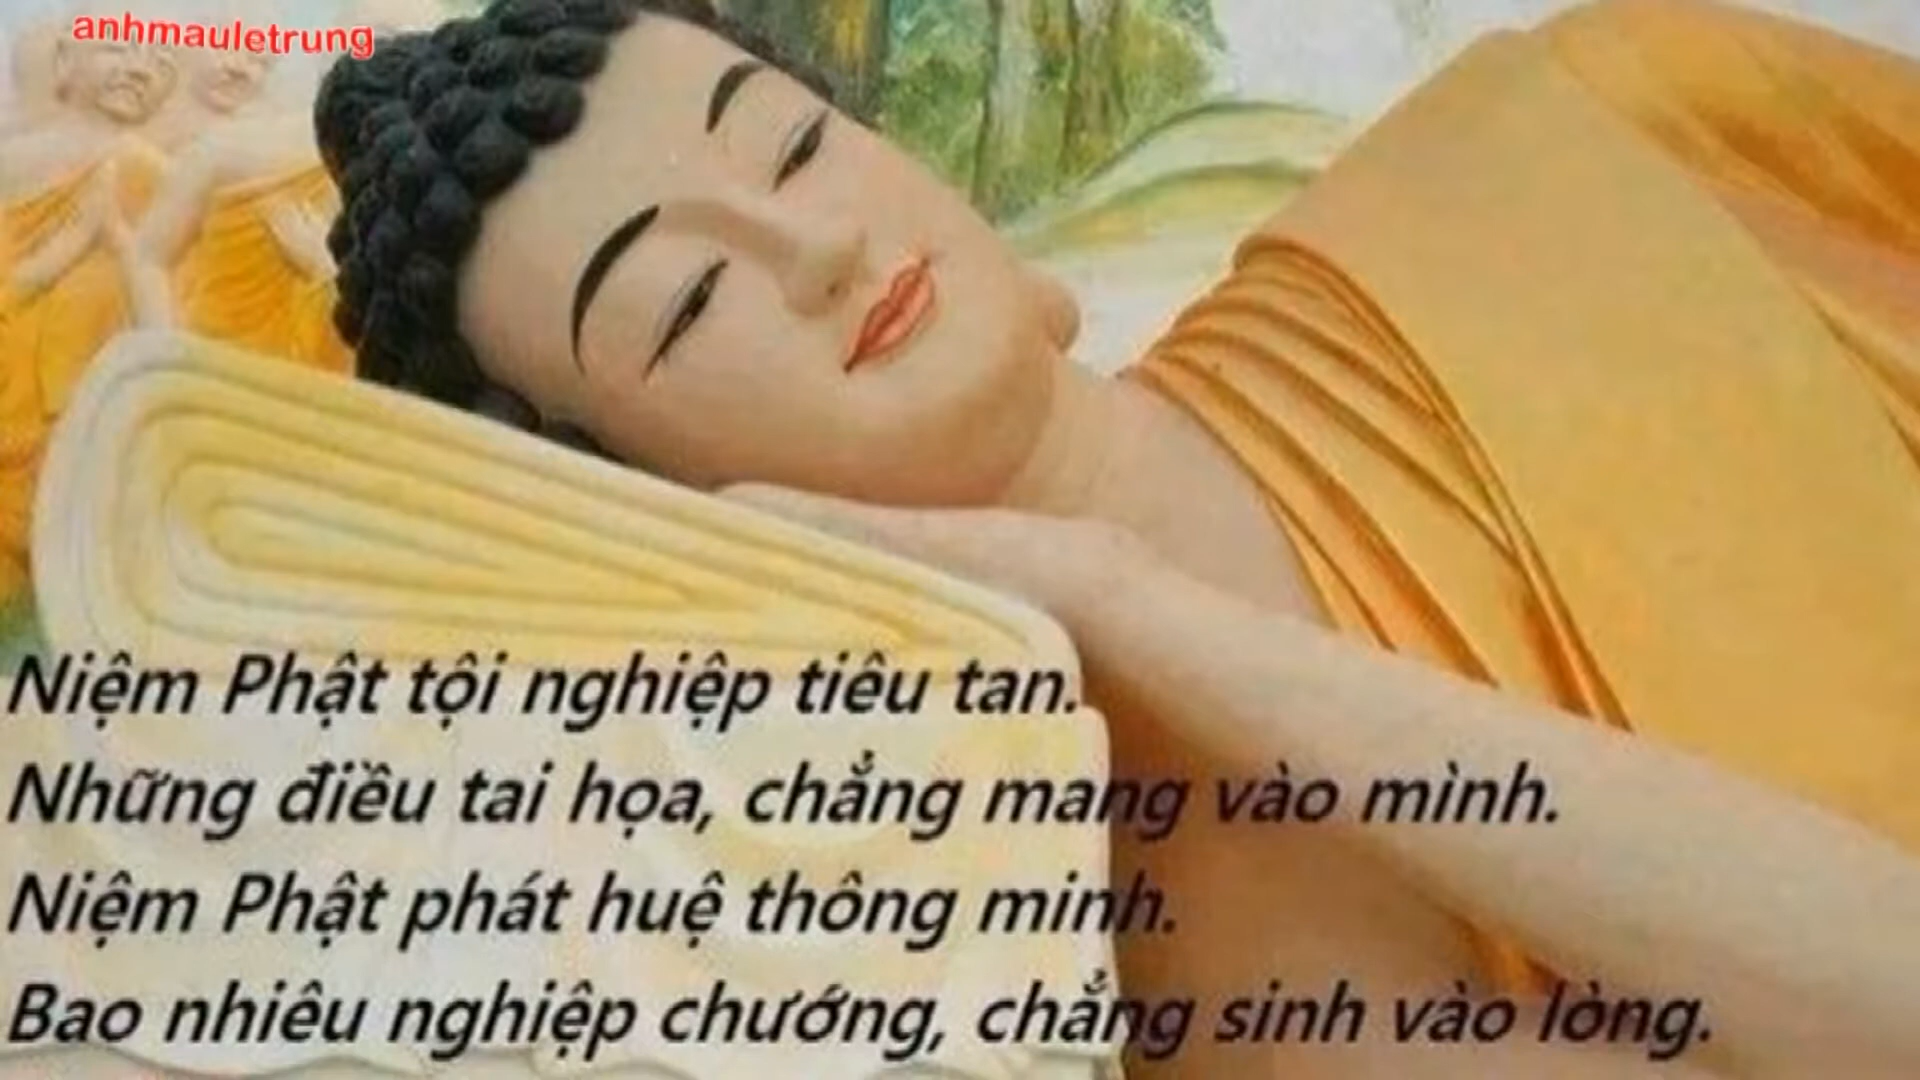 anhmauletrung
Niệm Phật tội nghiệp tiêu tan.
Những điều tai họa, chẳng mang vào mình.
Niệm Phật phát huệ thông minh.
Bao nhiêu nghiệp chướng, chẳng sinh vào lòng.